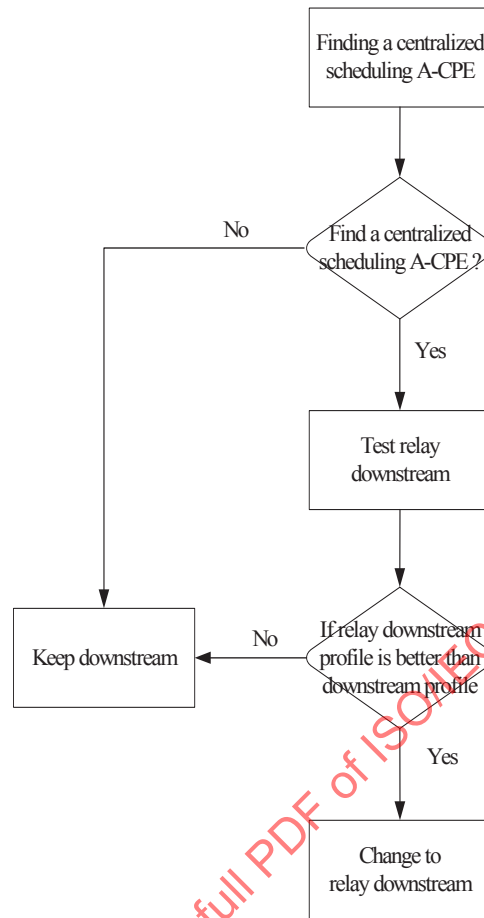 Finding a centralized
scheduling A-CPE
Find a centralized
scheduling A-CPE ?
No
Yes
Test relay
downstream
If relay downstream
profile is better than
downstream profile
No
Keep downstream
Yes
Change to
relay downstream
full PDF of ISO/IEC